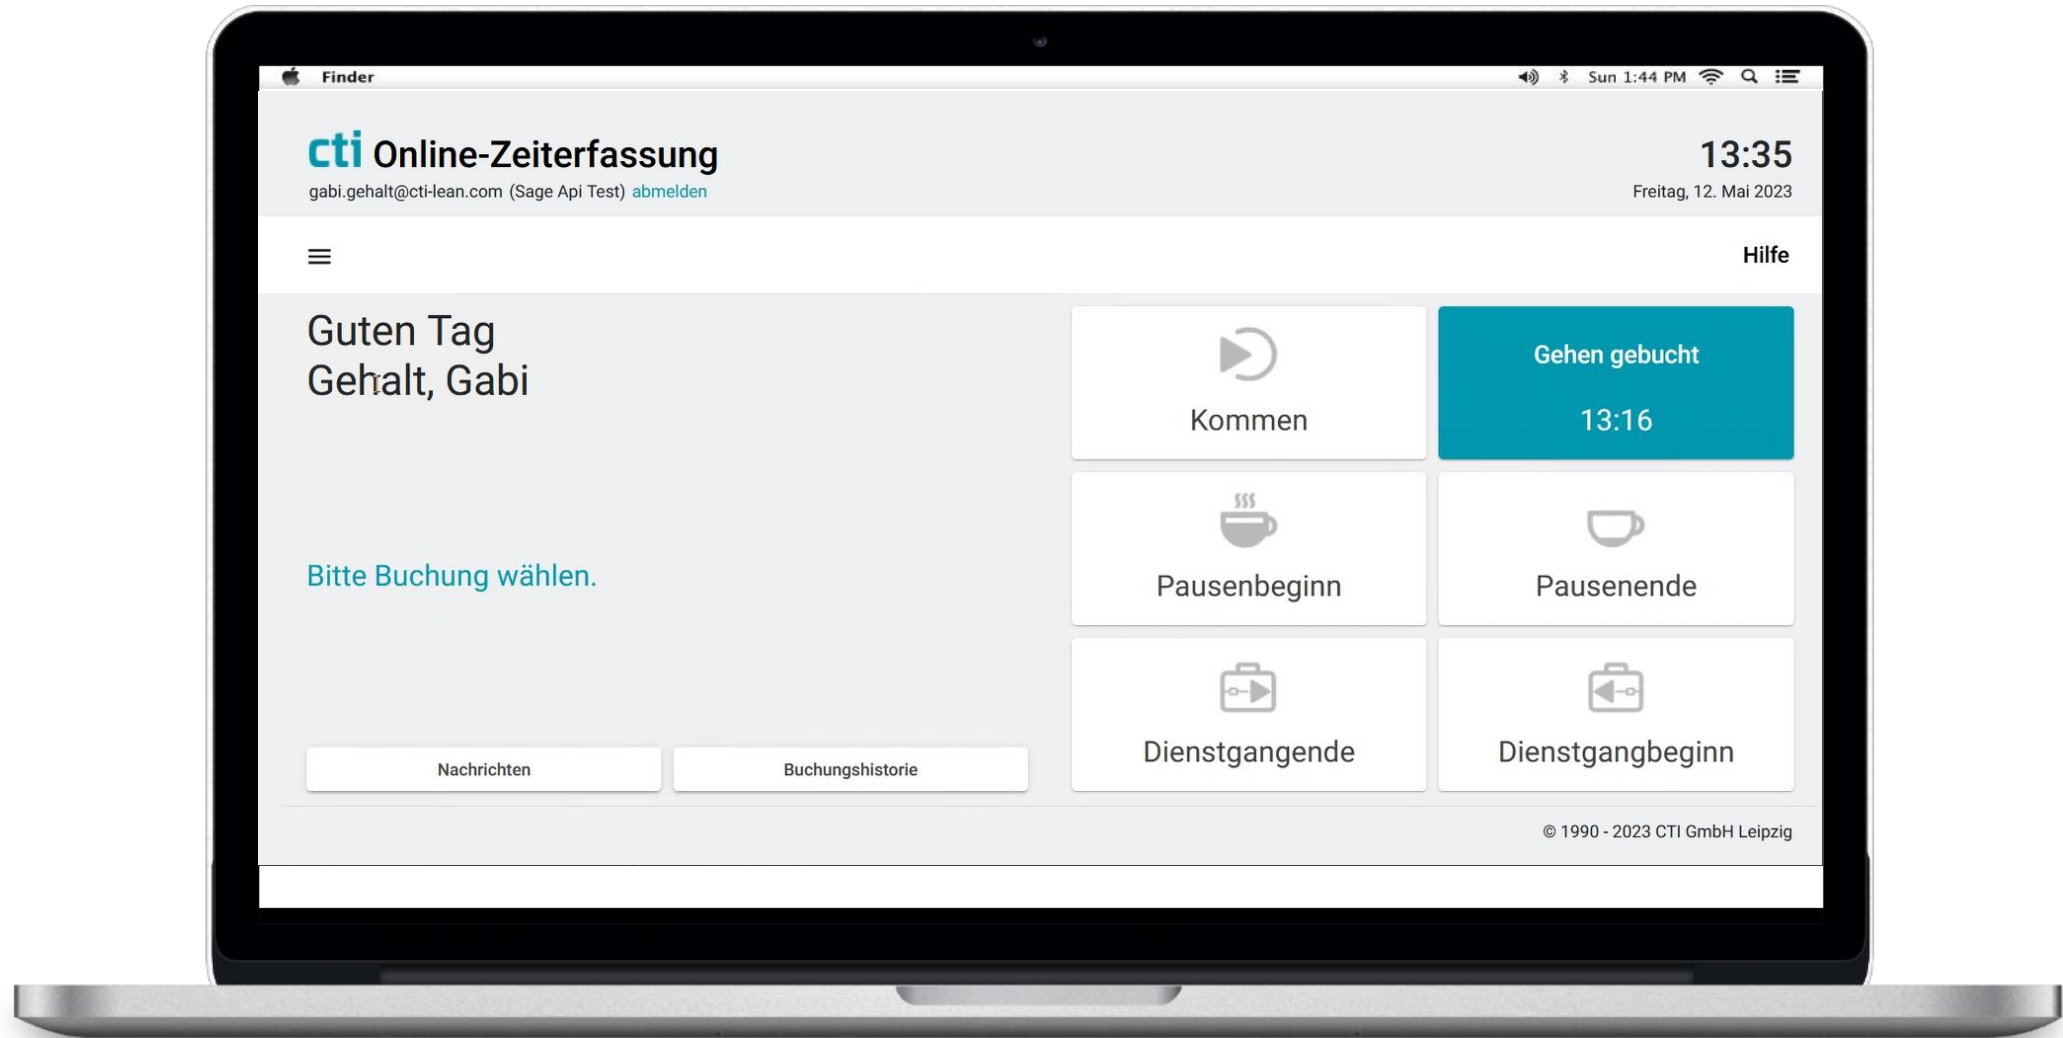 Finder
Sun 1:44 PM
cti Online-Zeiterfassung
gabi.gehalt@cti-lean.com (Sage Api Test) abmelden
13:35
Freitag, 12. Mai 2023
Hilfe
Guten Tag
Gehalt, Gabi
Bitte Buchung wählen.
Nachrichten
Buchungshistorie
Kommen
Gehen gebucht
13:16
Pausenbeginn
Pausenende
Dienstgangende
Dienstgangbeginn
© 1990 - 2023 CTI GmbH Leipzig